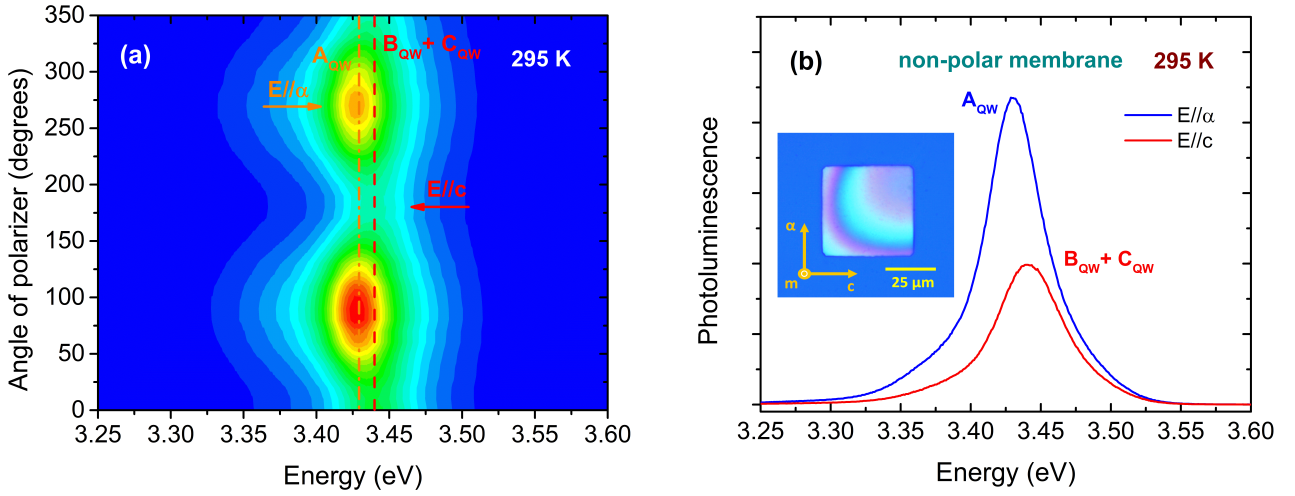 (a)
A_QW
B_QW+ C_QW
295 K
E//α
E//c
Angle of polarizer (degrees)
350
300
250
200
150
100
50
0
3.25 3.30 3.35 3.40 3.45 3.50 3.55 3.60
Energy (eV)
(b)
non-polar membrane 295 K
A_QW
E//α
E//c
B_QW+ C_QW
α
m
c
25 µm
Photoluminescence
3.25 3.30 3.35 3.40 3.45 3.50 3.55 3.60
Energy (eV)